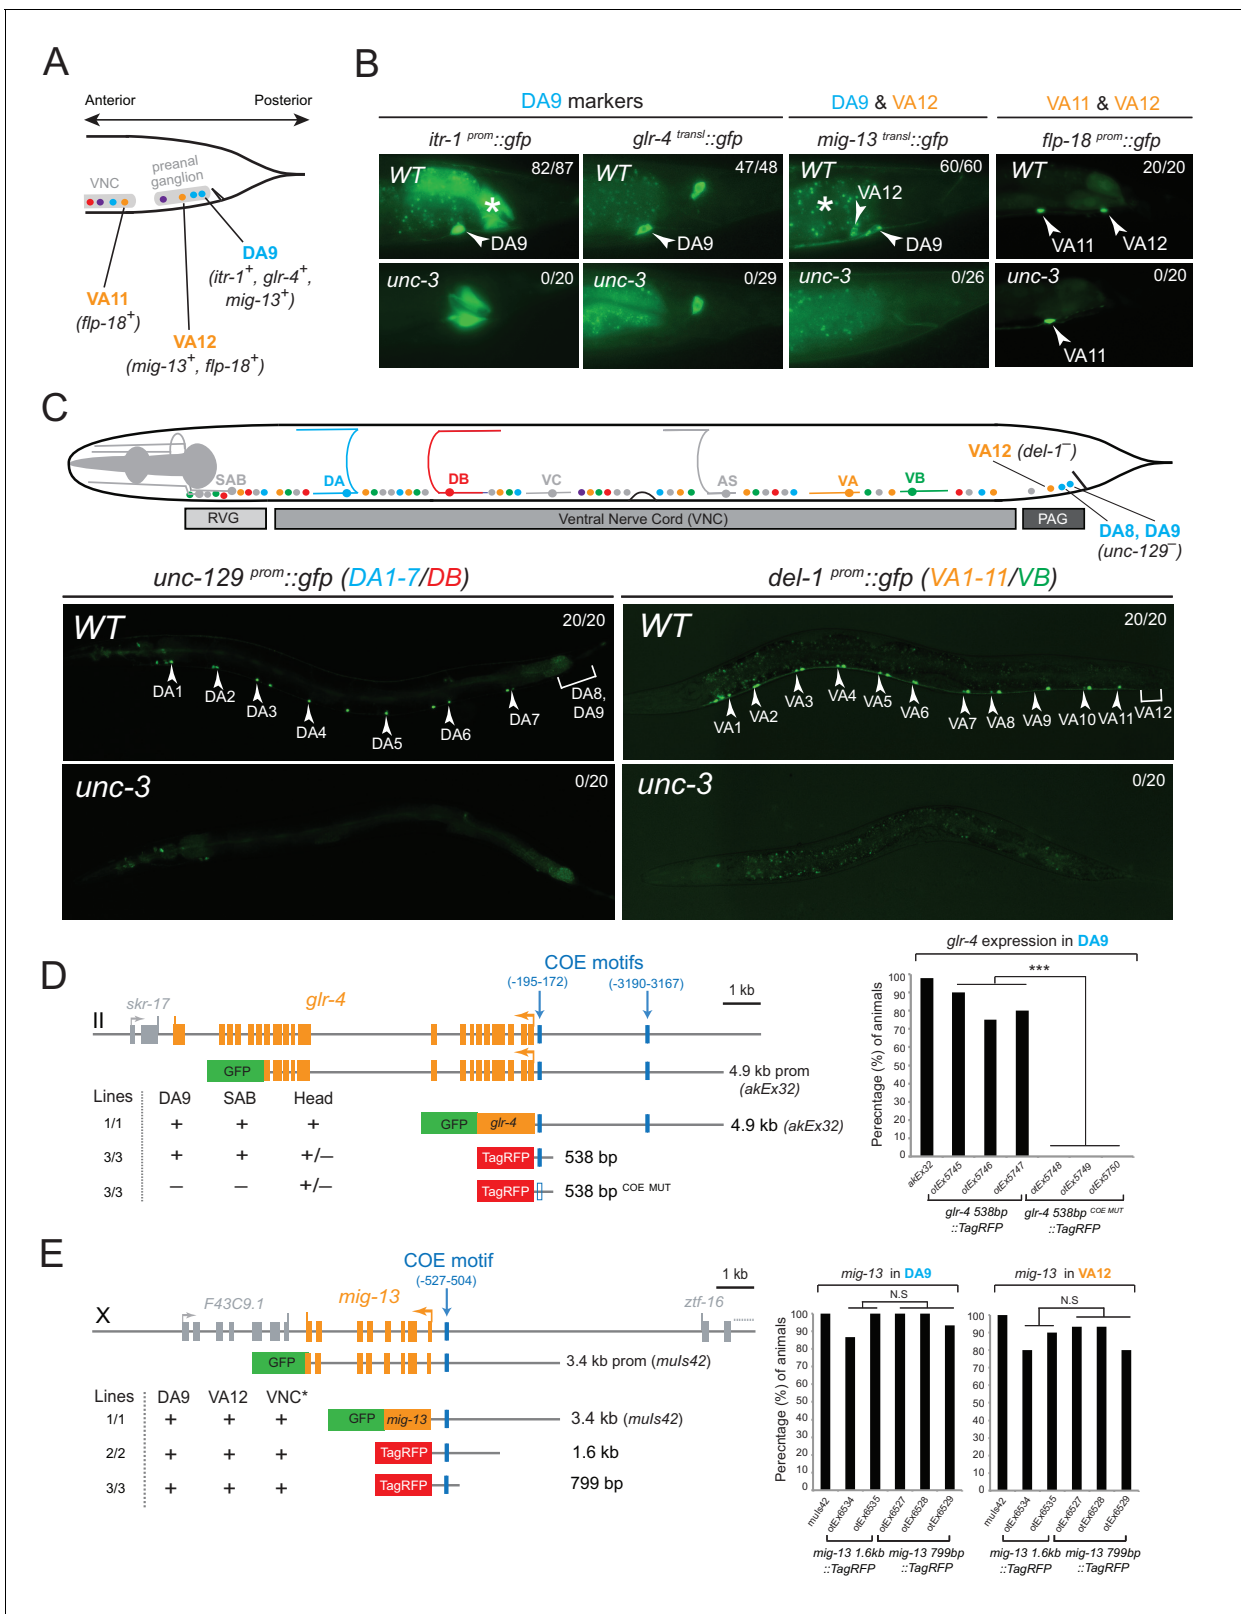 A
Anterior
Posterior
VNC
preanal
ganglion
DA9
(itr-1+, glr-4+,
mig-13+)
VA11
(flp-18+)
VA12
(mig-13+, flp-18+)
B
DA9 markers
DA9 & VA12
VA11 & VA12
itr-1 prom::gfp
glr-4 transl::gfp
mig-13 transl::gfp
flp-18 prom::gfp
WT
82/87
*
DA9
47/48
DA9
WT
60/60
VA12
*
DA9
WT
20/20
VA11
VA12
unc-3
0/20
unc-3
0/29
unc-3
0/26
unc-3
0/20
VA11
C
SAB
DA
DB
VC
AS
VA
VB
VA12 (del-1–)
DA8, DA9
(unc-129–)
RVG
Ventral Nerve Cord (VNC)
PAG
unc-129 prom::gfp (DA1-7/DB)
del-1 prom::gfp (VA1-11/VB)
WT
20/20
DA1
DA2
DA3
DA4
DA5
DA6
DA7
DA8,
DA9
WT
20/20
VA1
VA2
VA3
VA4
VA5
VA6
VA7
VA8
VA9
VA10
VA11
VA12
unc-3
0/20
unc-3
0/20
D
COE motifs
(-195-172)
(-3190-3167)
1 kb
skr-17
glr-4
II
GFP
4.9 kb prom
(akEx32)
Lines
DA9
SAB
Head
1/1
+
+
+
GFP
glr-4
4.9 kb (akEx32)
3/3
+
+
+/–
TagRFP
538 bp
3/3
–
–
+/–
TagRFP
538 bp COE MUT
glr-4 expression in DA9
***
Perecntage (%) of animals
100
90
80
70
60
50
40
30
20
10
0
akEx32
otEx5745
otEx5746
otEx5747
otEx5748
otEx5749
otEx5750
glr-4 538bp
::TagRFP
glr-4 538bp COE MUT
::TagRFP
E
COE motif
(-527-504)
1 kb
F43C9.1
mig-13
ztf-16
X
GFP
3.4 kb prom (muIs42)
Lines
DA9
VA12
VNC*
1/1
+
+
+
GFP
mig-13
3.4 kb (muIs42)
2/2
+
+
+
TagRFP
1.6 kb
3/3
+
+
+
TagRFP
799 bp
mig-13 in DA9
N.S
Perecntage (%) of animals
100
90
80
70
60
50
40
30
20
10
0
muIs42
otEx6534
otEx6535
otEx6527
otEx6528
otEx6529
mig-13 1.6kb
::TagRFP
mig-13 799bp
::TagRFP
mig-13 in VA12
N.S
100
90
80
70
60
50
40
30
20
10
0
muIs42
otEx6534
otEx6535
otEx6527
otEx6528
otEx6529
mig-13 1.6kb
::TagRFP
mig-13 799bp
::TagRFP